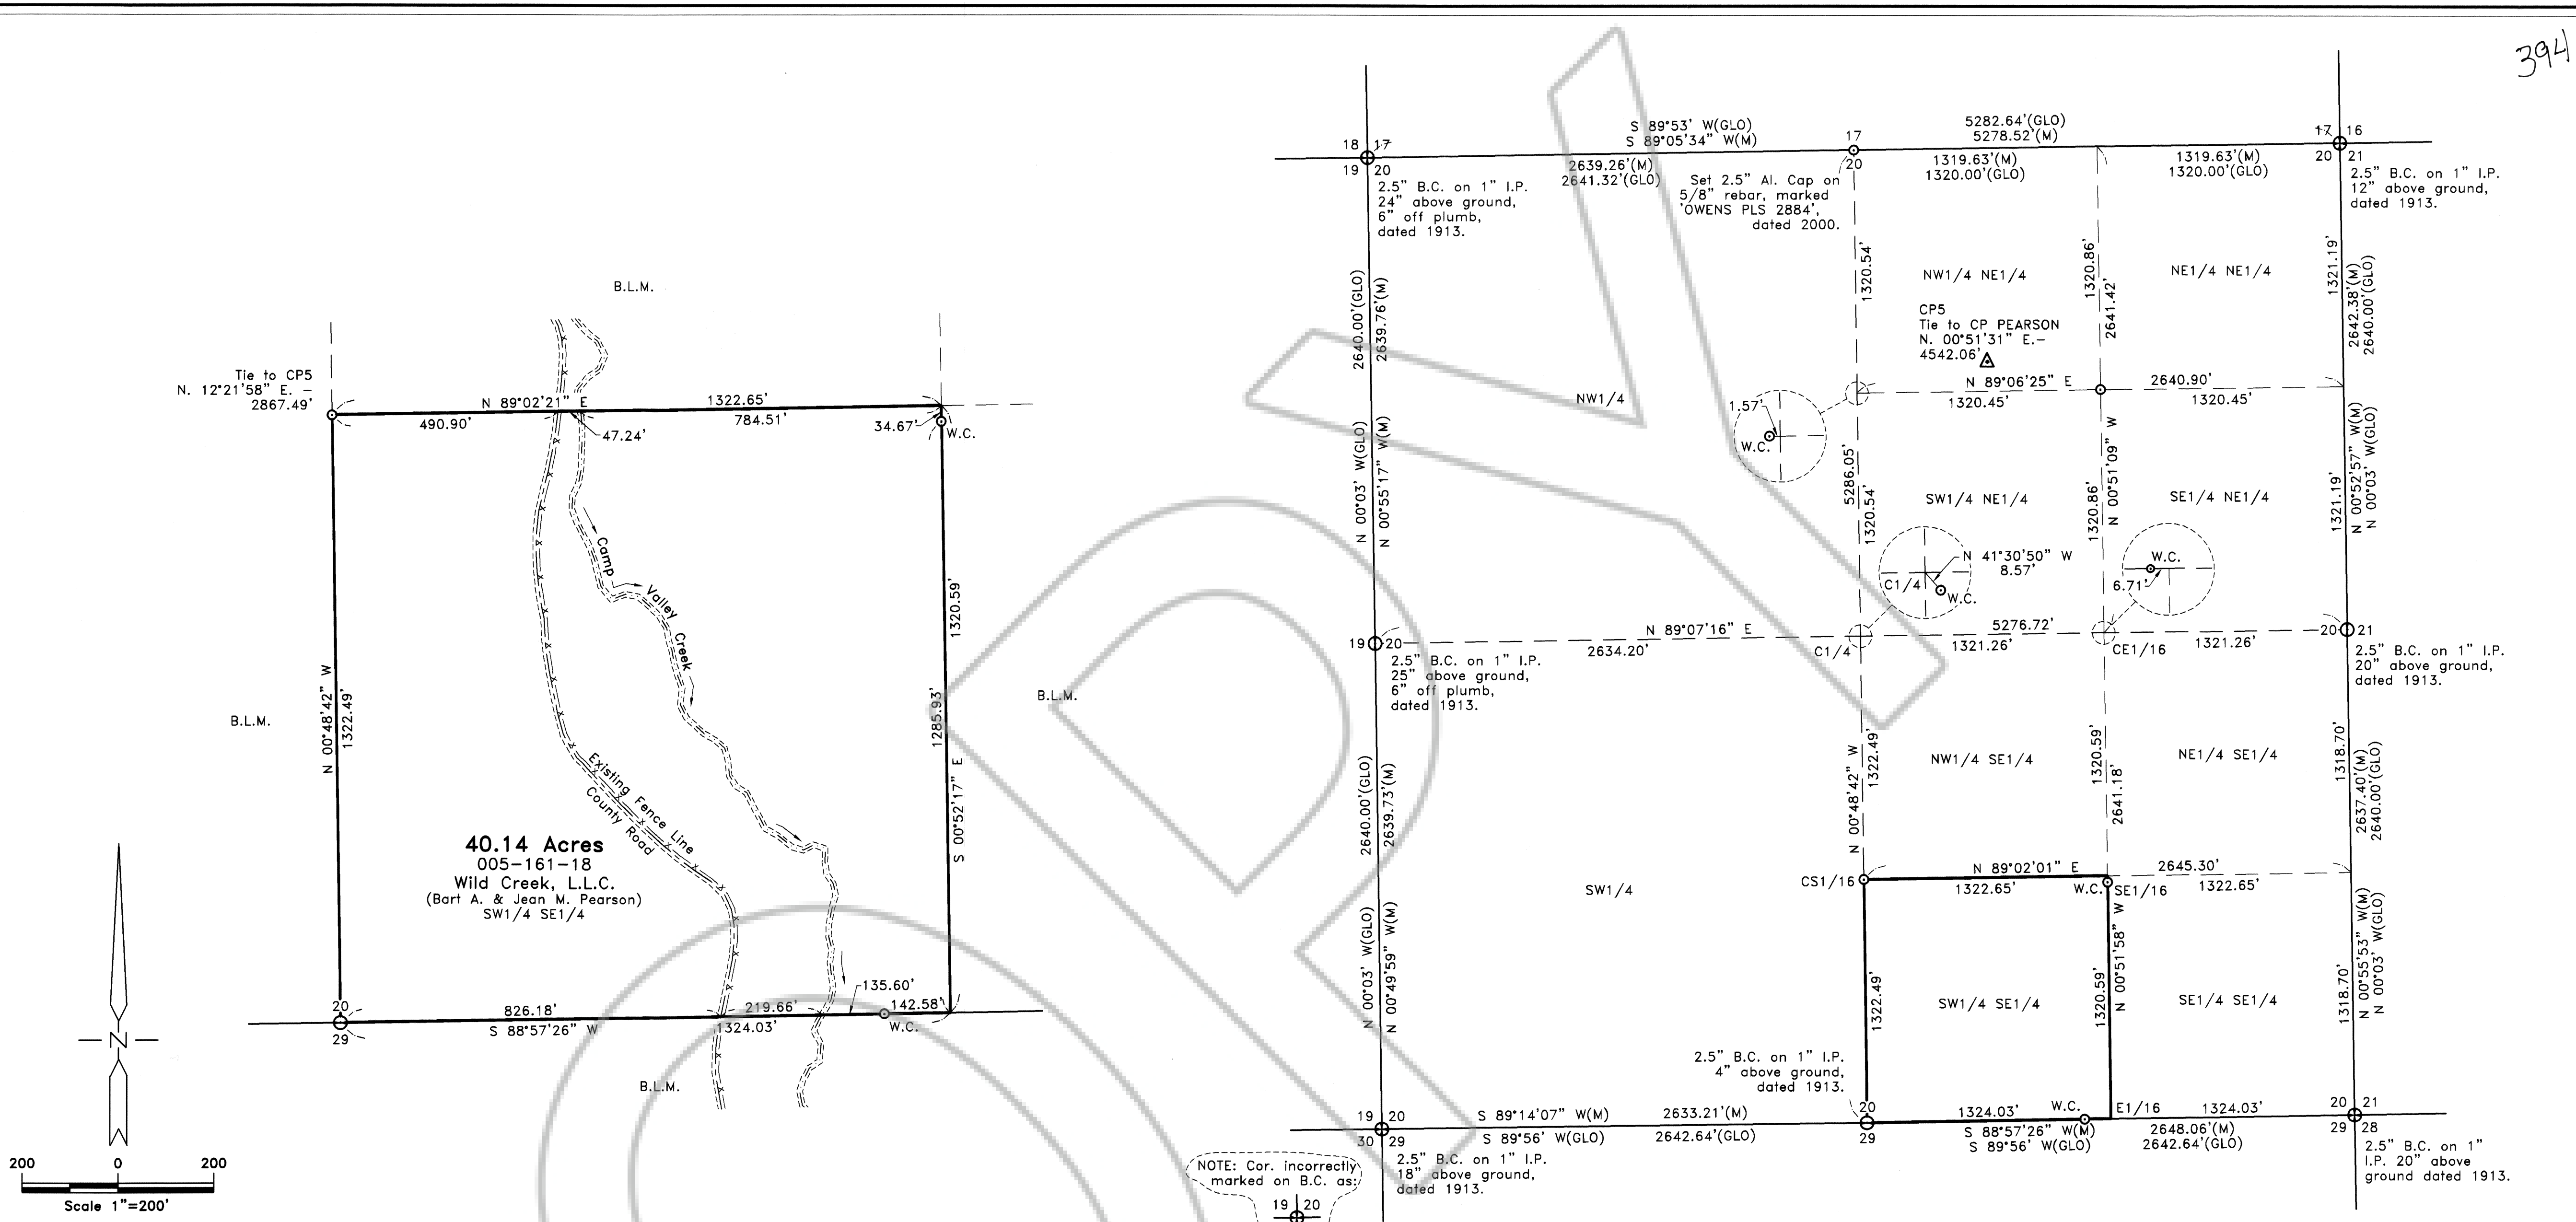 394
B.L.M.
Tie to CP5
N. 12°21'58" E. –
2867.49'
N 89°02'21" E
1322.65'
490.90'
47.24'
784.51'
34.67'
W.C.
Camp
Valley
Creek
N 00°48'42" W
1322.49'
B.L.M.
1320.59'
1285.93'
S 00°52'17" E
B.L.M.
Existing Fence Line
County Road
40.14 Acres
005-161-18
Wild Creek, L.L.C.
(Bart A. & Jean M. Pearson)
SW1/4 SE1/4
20
29
826.18'
219.66'
135.60'
142.58'
S 88°57'26" W
1324.03'
W.C.
B.L.M.
N
200 0 200
Scale 1"=200'
S 89°53' W(GLO)
S 89°05'34" W(M)
5282.64'(GLO)
5278.52'(M)
18 17
19 20
2639.26'(M)
2641.32'(GLO)
17
20
1319.63'(M)
1320.00'(GLO)
1319.63'(M)
1320.00'(GLO)
17 16
20 21
2.5" B.C. on 1" I.P.
24" above ground,
6" off plumb,
dated 1913.
Set 2.5" Al. Cap on
5/8" rebar, marked
'OWENS PLS 2884',
dated 2000.
2.5" B.C. on 1" I.P.
12" above ground,
dated 1913.
2640.00'(GLO)
2639.76'(M)
1320.54'
NW1/4 NE1/4
1320.86'
2641.42'
NE1/4 NE1/4
1321.19'
2642.38'(M)
2640.00'(GLO)
CP5
Tie to CP PEARSON
N. 00°51'31" E.–
4542.06'
N 89°06'25" E
2640.90'
1320.45'
1320.45'
NW1/4
1.57'
W.C.
N 00°03' W(GLO)
N 00°55'17" W(M)
5286.05'
1320.54'
SW1/4 NE1/4
1320.86'
N 00°51'09" W
SE1/4 NE1/4
1321.19'
N 00°52'57" W(M)
N 00°03' W(GLO)
C1/4
N 41°30'50" W
8.57'
W.C.
W.C.
6.71'
19 20
N 89°07'16" E
5276.72'
2634.20'
C1/4
1321.26'
CE1/16
1321.26'
20 21
2.5" B.C. on 1" I.P.
25" above ground,
6" off plumb,
dated 1913.
2.5" B.C. on 1" I.P.
20" above ground,
dated 1913.
2640.00'(GLO)
2639.73'(M)
N 00°48'42" W
1322.49'
NW1/4 SE1/4
1320.59'
2641.18'
NE1/4 SE1/4
1318.70'
2637.40'(M)
2640.00'(GLO)
SW1/4
CS1/16
N 89°02'01" E
2645.30'
1322.65'
W.C.
SE1/16
1322.65'
N 00°03' W(GLO)
N 00°49'59" W(M)
1322.49'
SW1/4 SE1/4
1320.59'
N 00°51'58" W
SE1/4 SE1/4
1318.70'
N 00°55'53" W(M)
N 00°03' W(GLO)
2.5" B.C. on 1" I.P.
4" above ground,
dated 1913.
19 20
30 29
S 89°14'07" W(M)
2633.21'(M)
S 89°56' W(GLO)
2642.64'(GLO)
20
29
1324.03'
W.C.
E1/16
1324.03'
S 88°57'26" W(M)
S 89°56' W(GLO)
2648.06'(M)
2642.64'(GLO)
20 21
29 28
2.5" B.C. on 1" I.P.
18" above ground,
dated 1913.
2.5" B.C. on 1"
I.P. 20" above
ground dated 1913.
NOTE: Cor. incorrectly
marked on B.C. as:
19 20
COPY